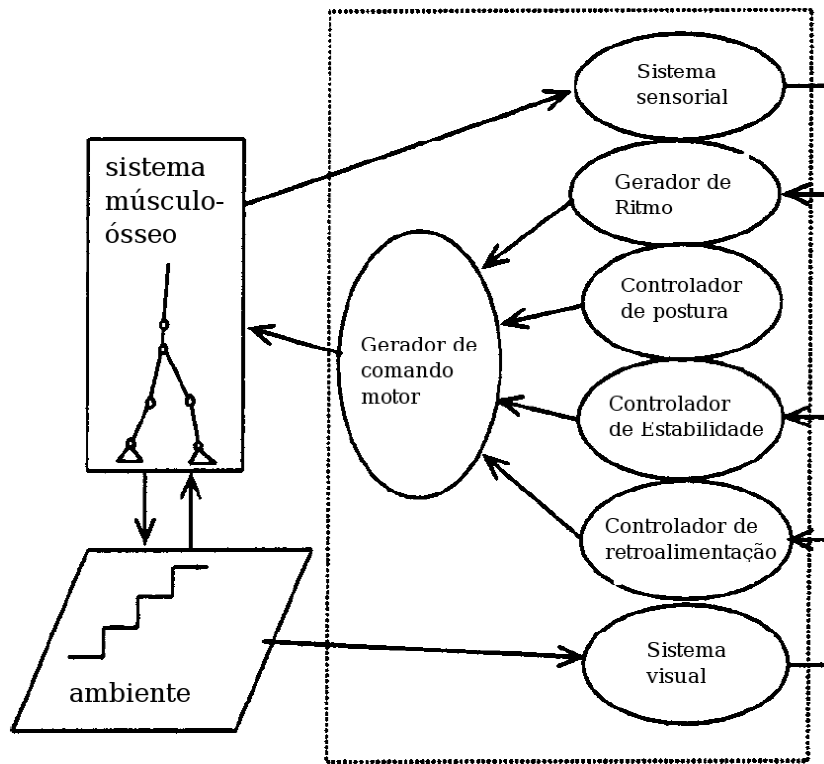 Sistema
sensorial
sistema
músculo-
ósseo
Gerador de
Ritmo
Controlador
de postura
Gerador de
comando
motor
Controlador
de Estabilidade
Controlador de
retroalimentação
Sistema
visual
ambiente